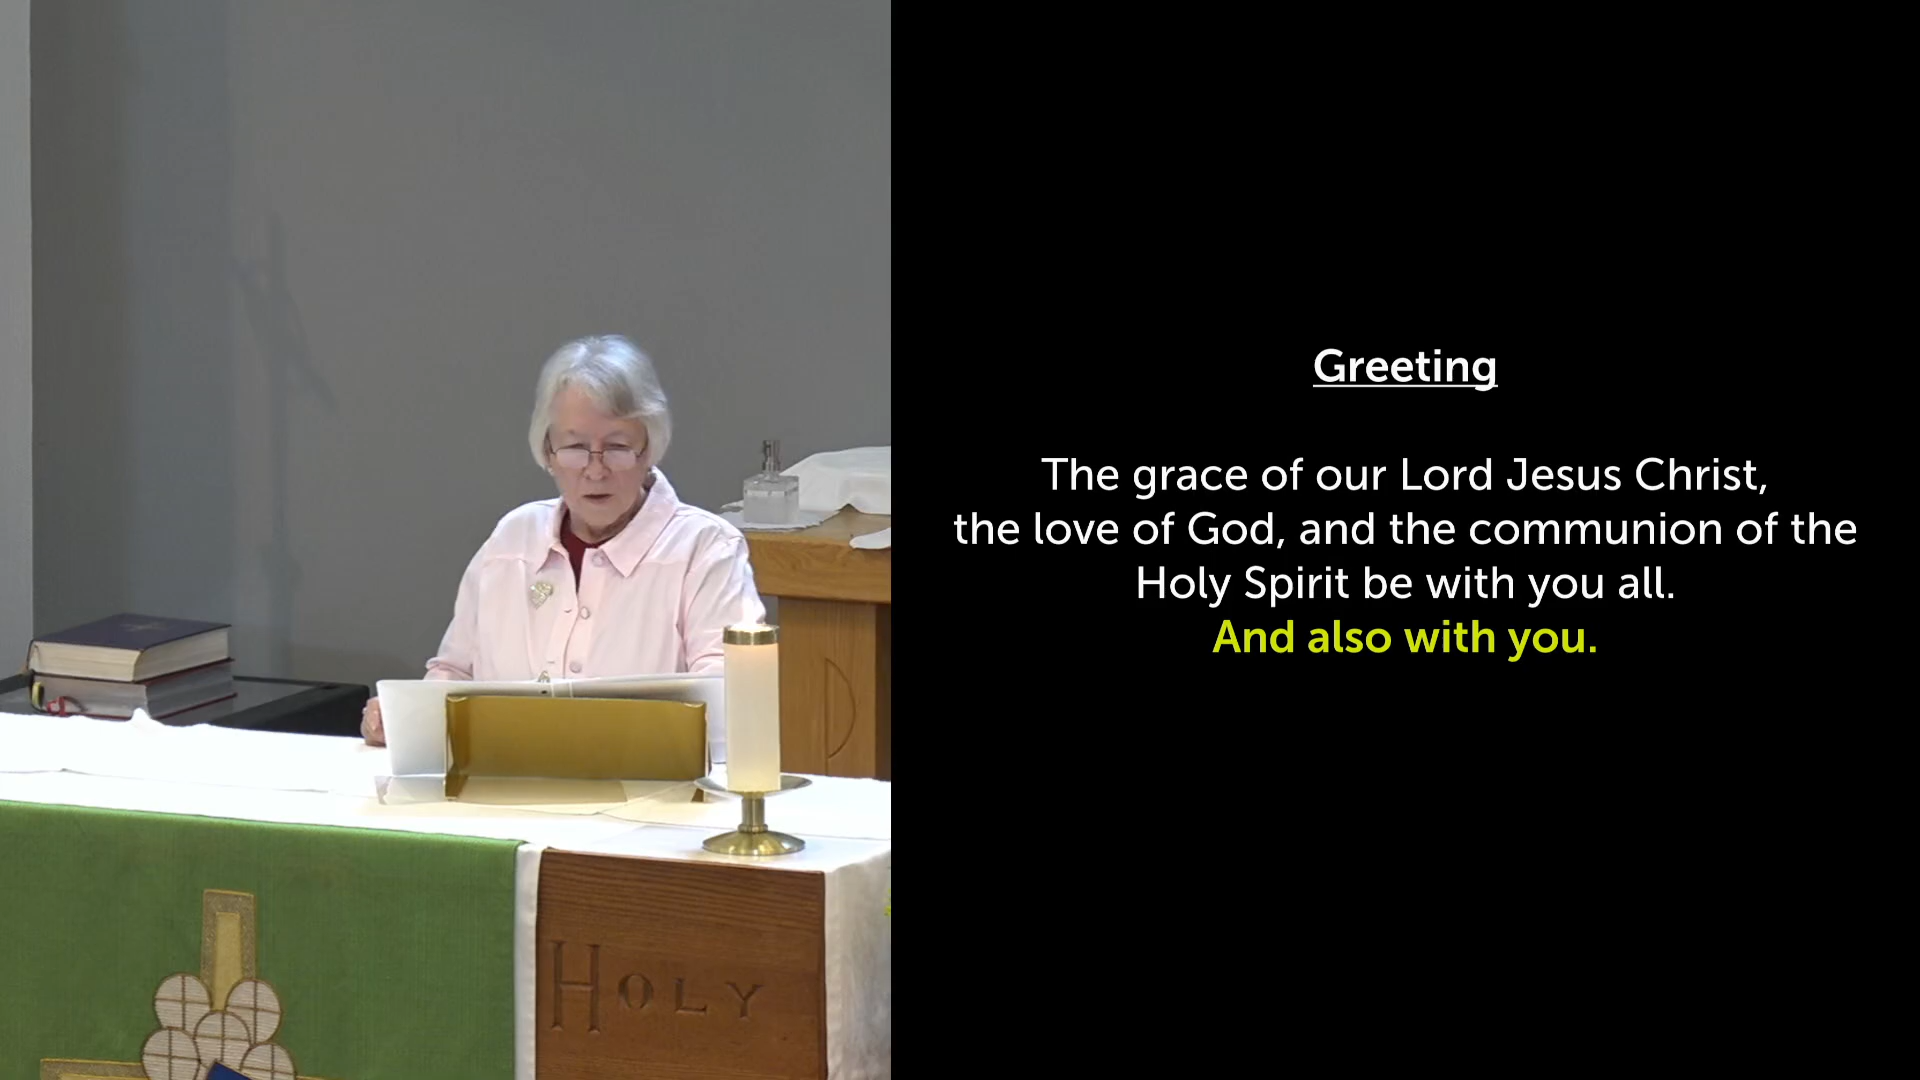 Greeting
The grace of our Lord Jesus Christ,
the love of God, and the communion of the
Holy Spirit be with you all.
And also with you.
HOLY